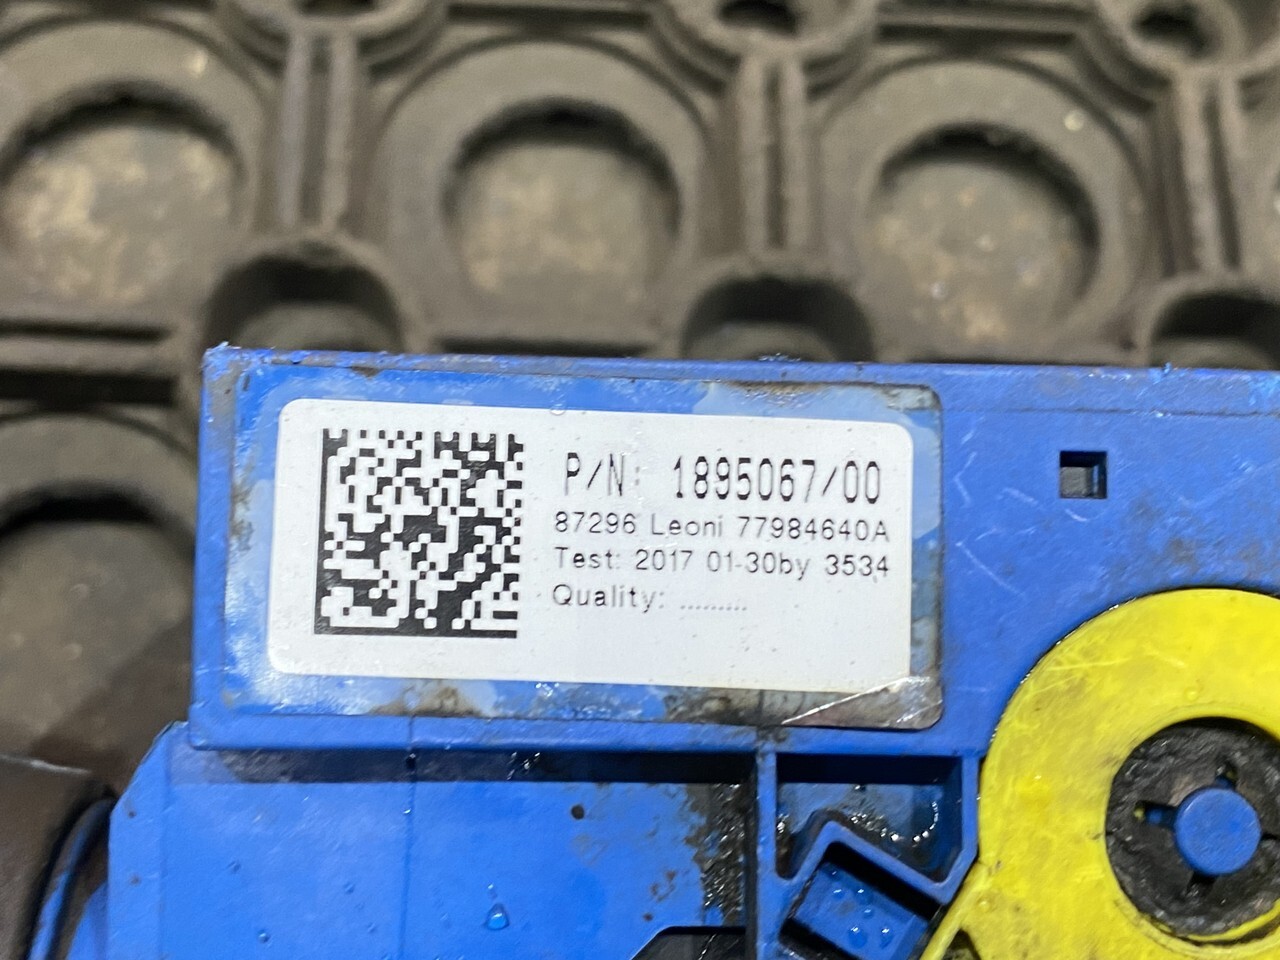 P/N: 1895067/00
87296 Leoni 77984640A
Test: 2017 01-30by 3534
Quality: .........